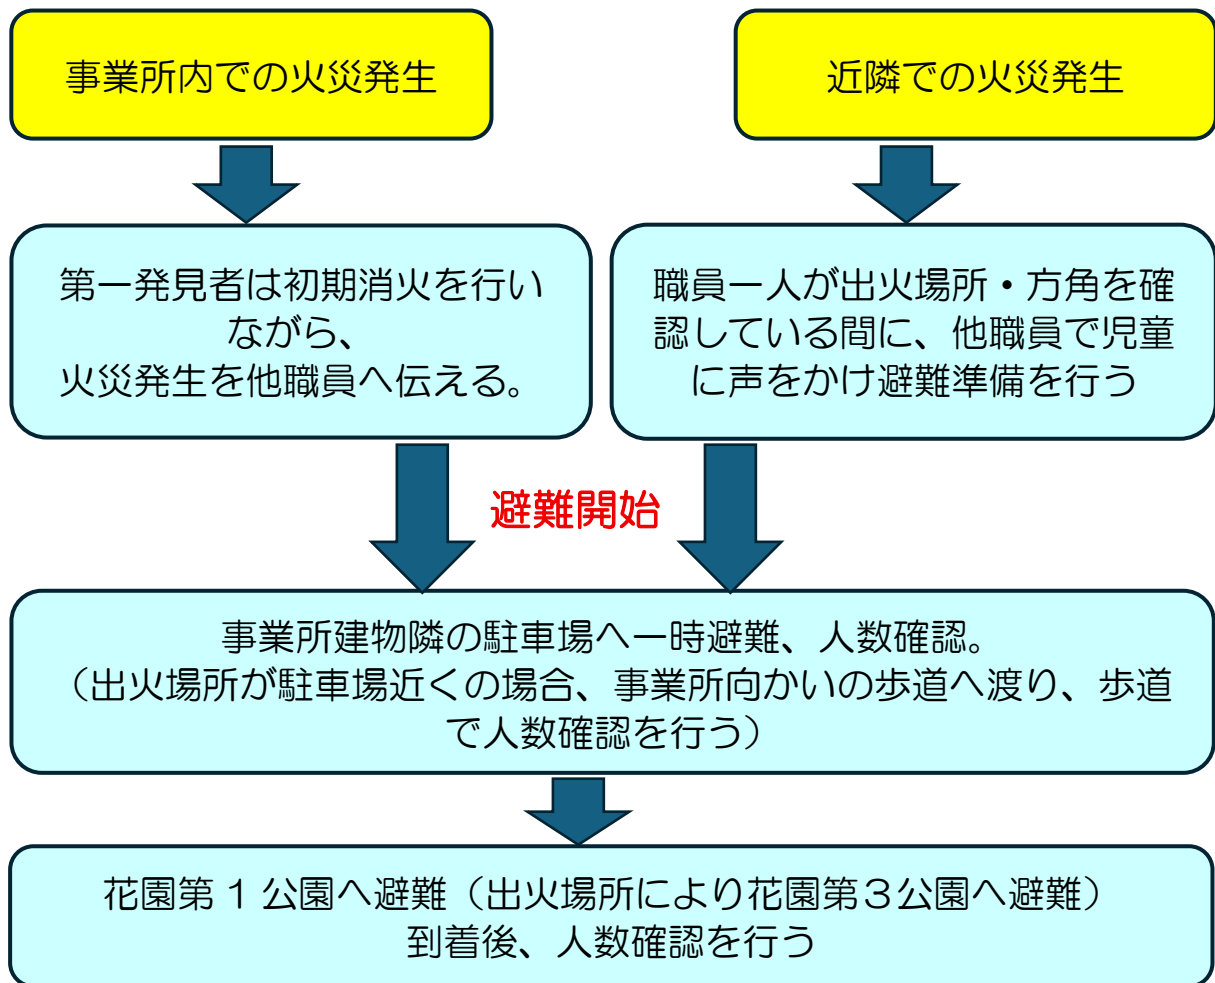 事業所内での火災発生
近隣での火災発生
第一発見者は初期消火を行い
ながら、
火災発生を他職員へ伝える。
職員一人が出火場所・方角を確
認している間に、他職員で児童
に声をかけ避難準備を行う
避難開始
事業所建物隣の駐車場へ一時避難、人数確認。
（出火場所が駐車場近くの場合、事業所向かいの歩道へ渡り、歩道
で人数確認を行う）
花園第 1 公園へ避難（出火場所により花園第３公園へ避難）
到着後、人数確認を行う